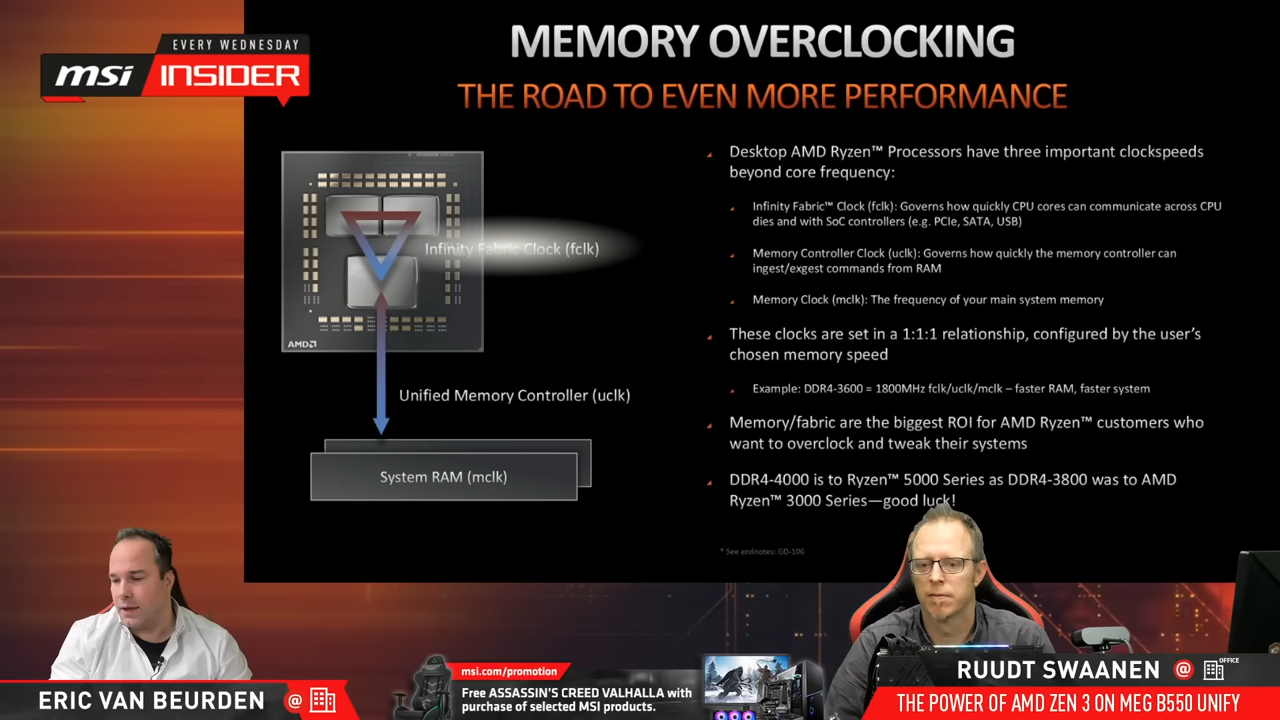 EVERY WEDNESDAY
msi INSIDER
MEMORY OVERCLOCKING
THE ROAD TO EVEN MORE PERFORMANCE
AMD
Infinity Fabric Clock (fclk)
Unified Memory Controller (uclk)
System RAM (mclk)
Desktop AMD Ryzen™ Processors have three important clockspeeds
beyond core frequency:
Infinity Fabric™ Clock (fclk): Governs how quickly CPU cores can communicate across CPU
dies and with SoC controllers (e.g. PCIe, SATA, USB)
Memory Controller Clock (uclk): Governs how quickly the memory controller can
ingest/exgest commands from RAM
Memory Clock (mclk): The frequency of your main system memory
These clocks are set in a 1:1:1 relationship, configured by the user's
chosen memory speed
Example: DDR4-3600 = 1800MHz fclk/uclk/mclk – faster RAM, faster system
Memory/fabric are the biggest ROI for AMD Ryzen™ customers who
want to overclock and tweak their systems
DDR4-4000 is to Ryzen™ 5000 Series as DDR4-3800 was to AMD
Ryzen™ 3000 Series—good luck!
* See endnotes: GD-106
ERIC VAN BEURDEN @
msi.com/promotion
Free ASSASSIN'S CREED VALHALLA with
purchase of selected MSI products.
RUUDT SWAANEN @ OFFICE
THE POWER OF AMD ZEN 3 ON MEG B550 UNIFY